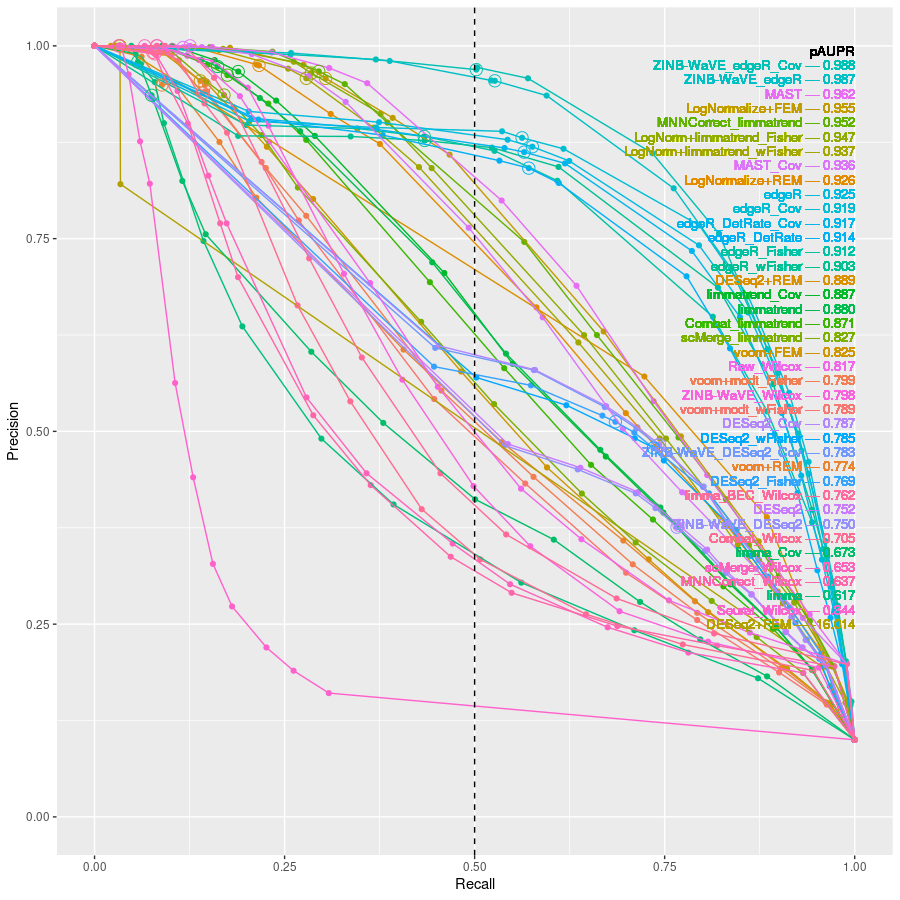 1.00
0.75
0.50
0.25
0.00
Precision
pAUPR
ZINB-WaVE_edgeR_Cov — 0.988
ZINB-WaVE_edgeR — 0.987
MAST — 0.962
LogNormalize+FEM — 0.955
MNNCorrect_limmatrend — 0.952
LogNorm+limmatrend_Fisher — 0.947
LogNorm+limmatrend_wFisher — 0.937
MAST_Cov — 0.936
LogNormalize+REM — 0.926
edgeR — 0.925
edgeR_Cov — 0.919
edgeR_DetRate_Cov — 0.917
edgeR_DetRate — 0.914
edgeR_Fisher — 0.912
edgeR_wFisher — 0.903
DESeq2+REM — 0.889
limmatrend_Cov — 0.887
limmatrend — 0.880
Combat_limmatrend — 0.871
scMerge_limmatrend — 0.827
voom+FEM — 0.825
Raw_Wilcox — 0.817
voom+modt_Fisher — 0.799
ZINB-WaVE_Wilcox — 0.798
voom+modt_wFisher — 0.789
DESeq2_Cov — 0.787
DESeq2_wFisher — 0.785
ZINB-WaVE_DESeq2_Cov — 0.783
voom+REM — 0.774
DESeq2_Fisher — 0.769
limma_BEC_Wilcox — 0.762
DESeq2 — 0.752
ZINB-WaVE_DESeq2 — 0.750
Combat_Wilcox — 0.705
limma_Cov — 0.673
scMerge_Wilcox — 0.653
MNNCorrect_Wilcox — 0.637
limma — 0.617
Seurat_Wilcox —
0.00
0.25
0.50
0.75
1.00
Recall